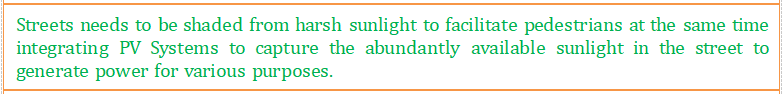 Streets needs to be shaded from harsh sunlight to facilitate pedestrians at the same time
integrating PV Systems to capture the abundantly available sunlight in the street to
generate power for various purposes.